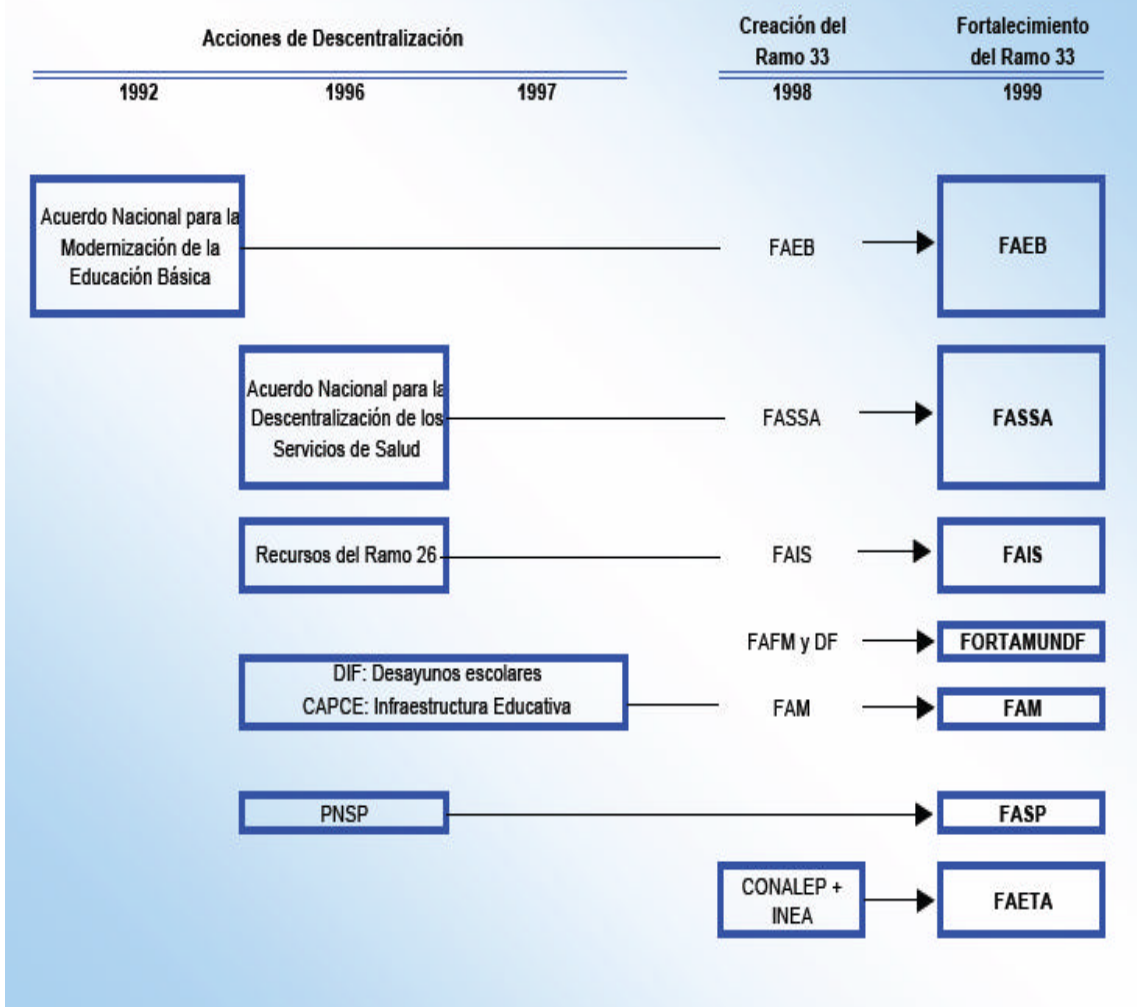 Acciones de Descentralización
Creación del
Ramo 33
Fortalecimiento
del Ramo 33
1992 1996 1997 1998 1999
Acuerdo Nacional para la
Modernización de la
Educación Básica
FAEB
FAEB
Acuerdo Nacional para la
Descentralización de los
Servicios de Salud
FASSA
FASSA
Recursos del Ramo 26
FAIS
FAIS
FAFM y DF
FORTAMUNDF
DIF: Desayunos escolares
CAPCE: Infraestructura Educativa
FAM
FAM
PNSP
FASP
CONALEP +
INEA
FAETA